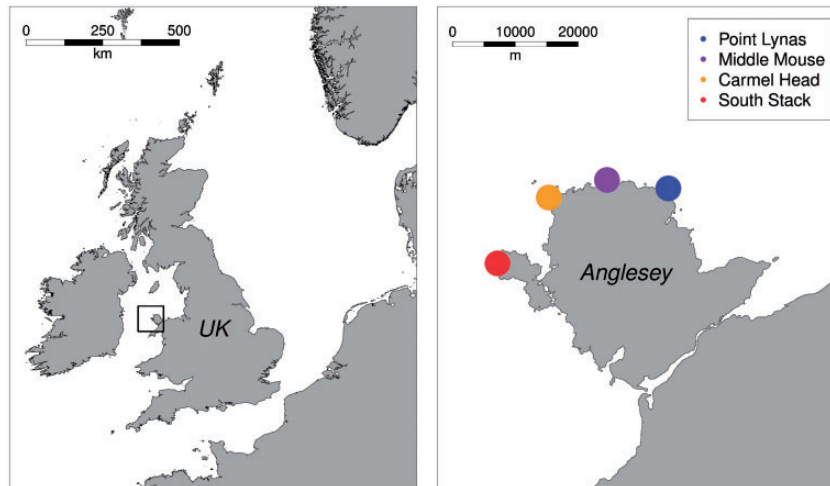 0 250 500
km
UK
0 10000 20000
m
Point Lynas
Middle Mouse
Carmel Head
South Stack
Anglesey